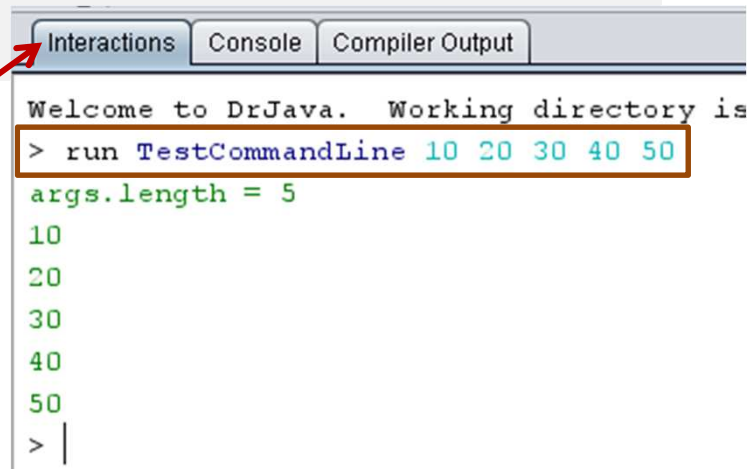 Interactions Console Compiler Output
Welcome to DrJava. Working directory is
> run TestCommandLine 10 20 30 40 50
args.length = 5
10
20
30
40
50
>